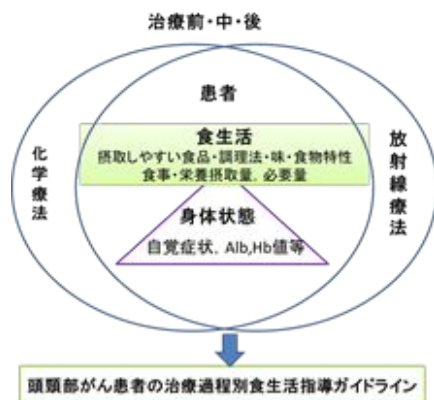 治療前・中・後
患者
食生活
摂取しやすい食品・調理法・味・食物特性
食事・栄養摂取量，必要量
化学療法
放射線療法
身体状態
自覚症状，Alb,Hb値等
頭頸部がん患者の治療過程別食生活指導ガイドライン